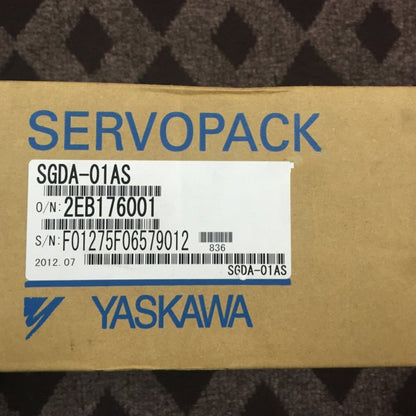 SERVOPACK
SGDA-01AS
O/N: 2EB176001
S/N: F01275F06579012
836
2012.07
SGDA-01AS
YASKAWA